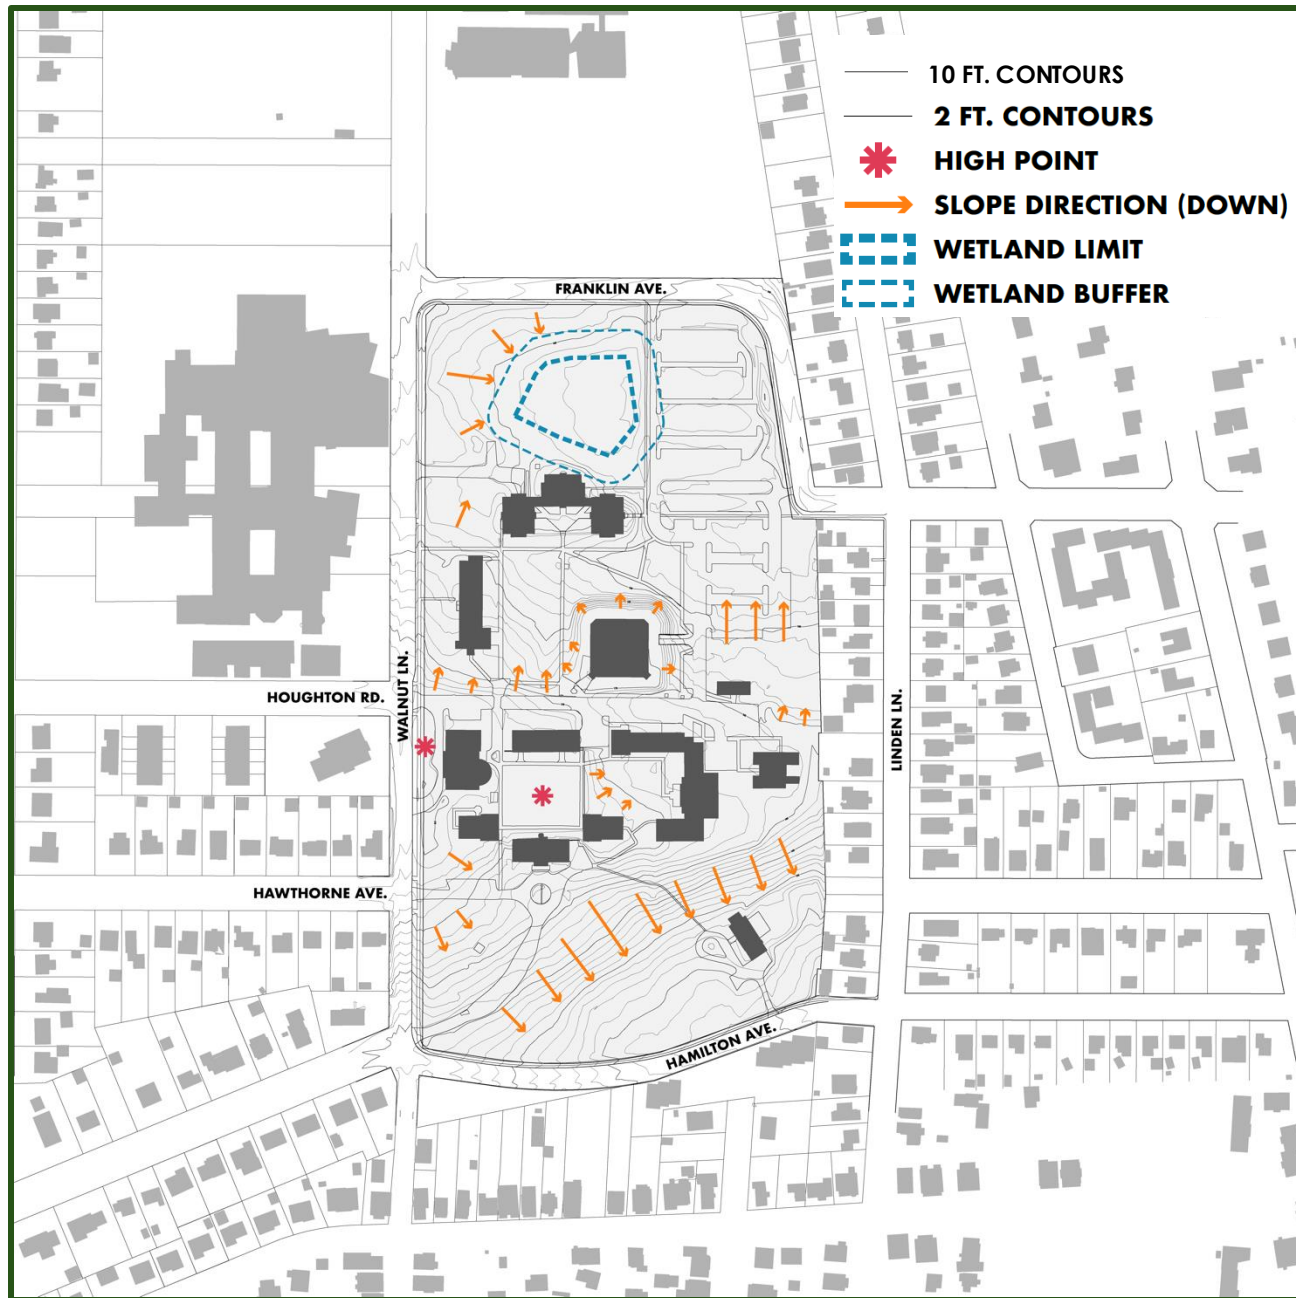 10 FT. CONTOURS
2 FT. CONTOURS
HIGH POINT
SLOPE DIRECTION (DOWN)
WETLAND LIMIT
WETLAND BUFFER
FRANKLIN AVE.
WALNUT LN.
HOUGHTON RD.
LINDEN LN.
HAWTHORNE AVE.
HAMILTON AVE.